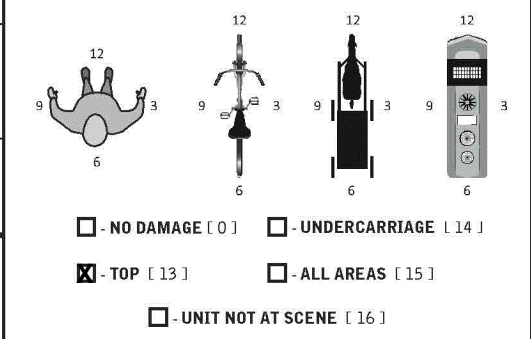 12 12 12
12
9 3 9 3 9 3 9 3
6
6 6 6
- NO DAMAGE [ 0 ] - UNDERCARRIAGE [ 14 ]
X - TOP [ 13 ] - ALL AREAS [ 15 ]
- UNIT NOT AT SCENE [ 16 ]